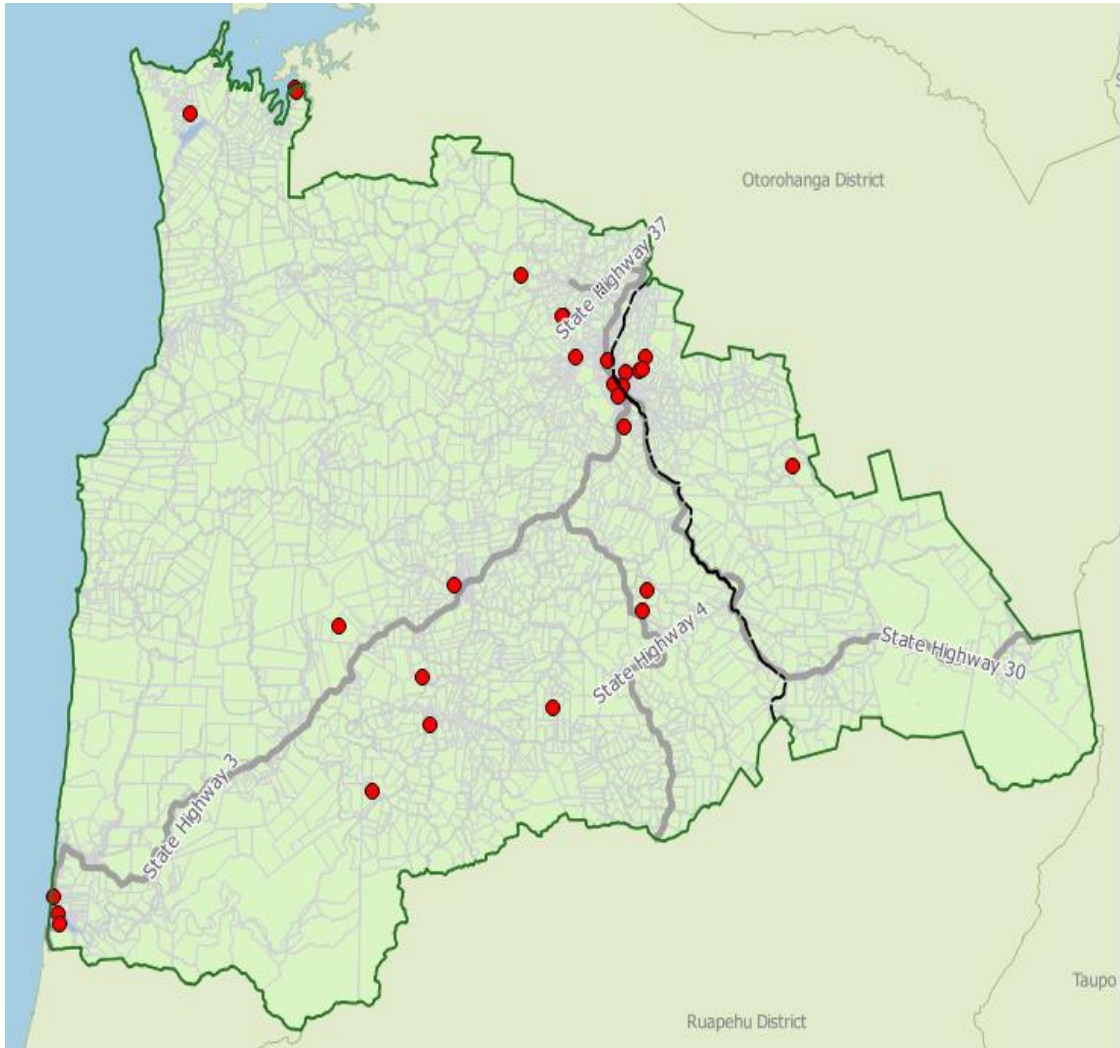 Otorohanga District
State Highway 37
State Highway 4
State Highway 30
State Highway 3
Taupo
Ruapehu District